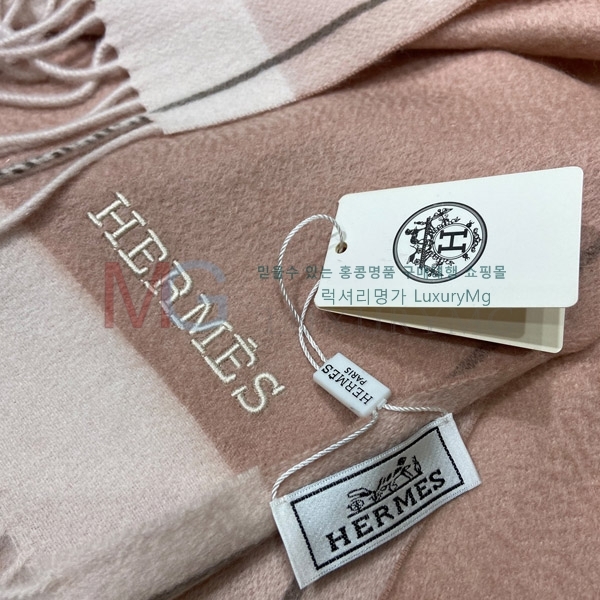 HERMÈS
MG
믿을수 있는 홍콩명품 구매대행 쇼핑몰
럭셔리명가 LuxuryMg
H
HERMÈS
PARIS
HERMES